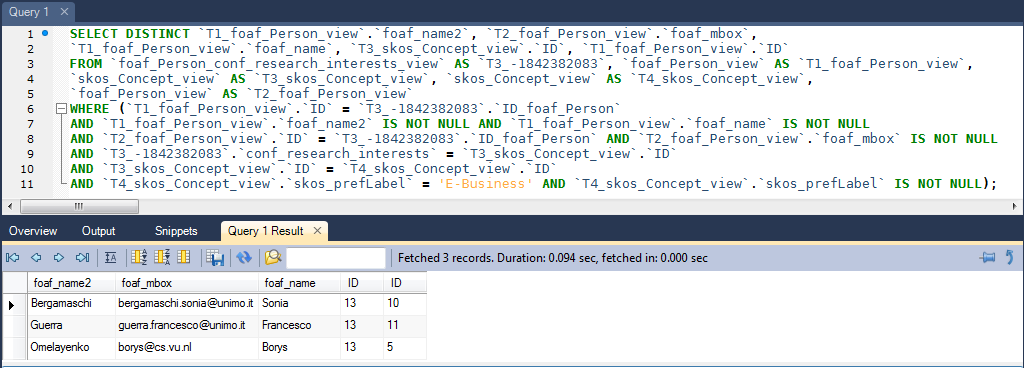 Query 1
1 SELECT DISTINCT `T1_foaf_Person_view`.`foaf_name2`, `T2_foaf_Person_view`.`foaf_mbox`,
2 `T1_foaf_Person_view`.`foaf_name`, `T3_skos_Concept_view`.`ID`, `T1_foaf_Person_view`.`ID`
3 FROM `foaf_Person_conf_research_interests_view` AS `T3_-1842382083`, `foaf_Person_view` AS `T1_foaf_Person_view`,
4 `skos_Concept_view` AS `T3_skos_Concept_view`, `skos_Concept_view` AS `T4_skos_Concept_view`,
5 `foaf_Person_view` AS `T2_foaf_Person_view`
6 WHERE (`T1_foaf_Person_view`.`ID` = `T3_-1842382083`.`ID_foaf_Person`
7 AND `T1_foaf_Person_view`.`foaf_name2` IS NOT NULL AND `T1_foaf_Person_view`.`foaf_name` IS NOT NULL
8 AND `T2_foaf_Person_view`.`ID` = `T3_-1842382083`.`ID_foaf_Person` AND `T2_foaf_Person_view`.`foaf_mbox` IS NOT NULL
9 AND `T3_-1842382083`.`conf_research_interests` = `T3_skos_Concept_view`.`ID`
10 AND `T3_skos_Concept_view`.`ID` = `T4_skos_Concept_view`.`ID`
11 AND `T4_skos_Concept_view`.`skos_prefLabel` = 'E-Business' AND `T4_skos_Concept_view`.`skos_prefLabel` IS NOT NULL);
Overview Output Snippets Query 1 Result
Fetched 3 records. Duration: 0.094 sec, fetched in: 0.000 sec
foaf_name2 foaf_mbox foaf_name ID ID
Bergamaschi bergamaschi.sonia@unimo.it Sonia 13 10
Guerra guerra.francesco@unimo.it Francesco 13 11
Omelayenko borys@cs.vu.nl Borys 13 5